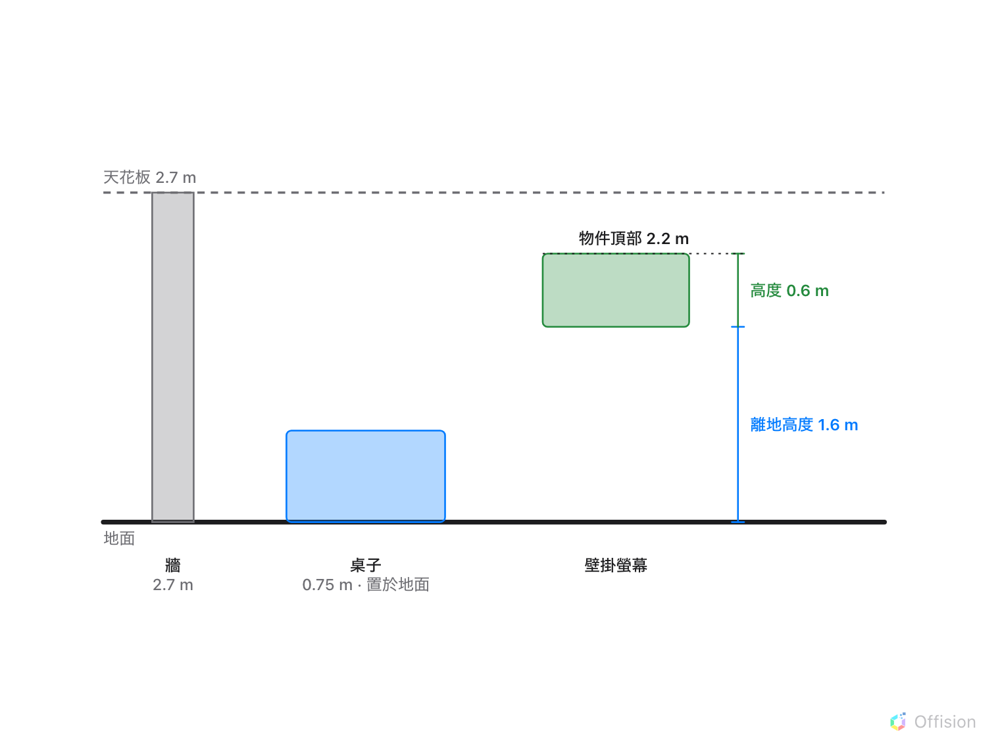 天花板 2.7 m
物件頂部 2.2 m
高度 0.6 m
離地高度 1.6 m
地面
牆
2.7 m
桌子
0.75 m · 置於地面
壁掛螢幕
Offision